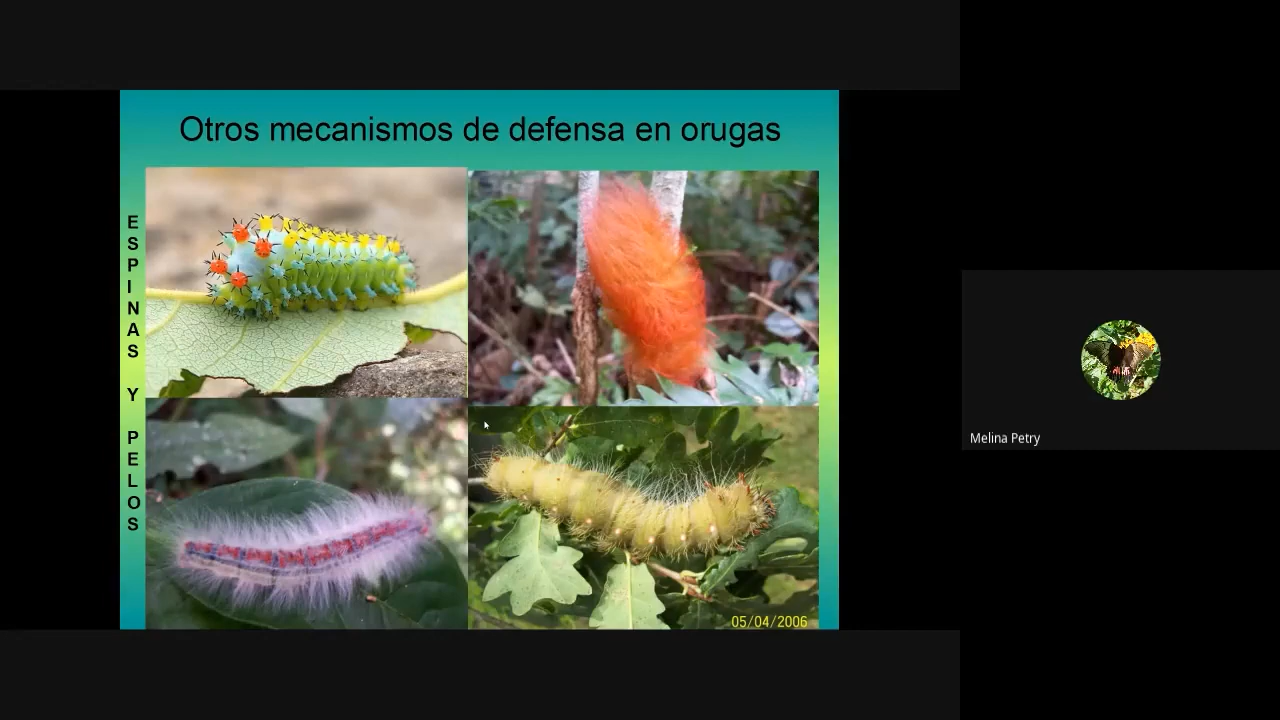 Otros mecanismos de defensa en orugas
ESPINAS Y PELOS
05/04/2006
Melina Petry